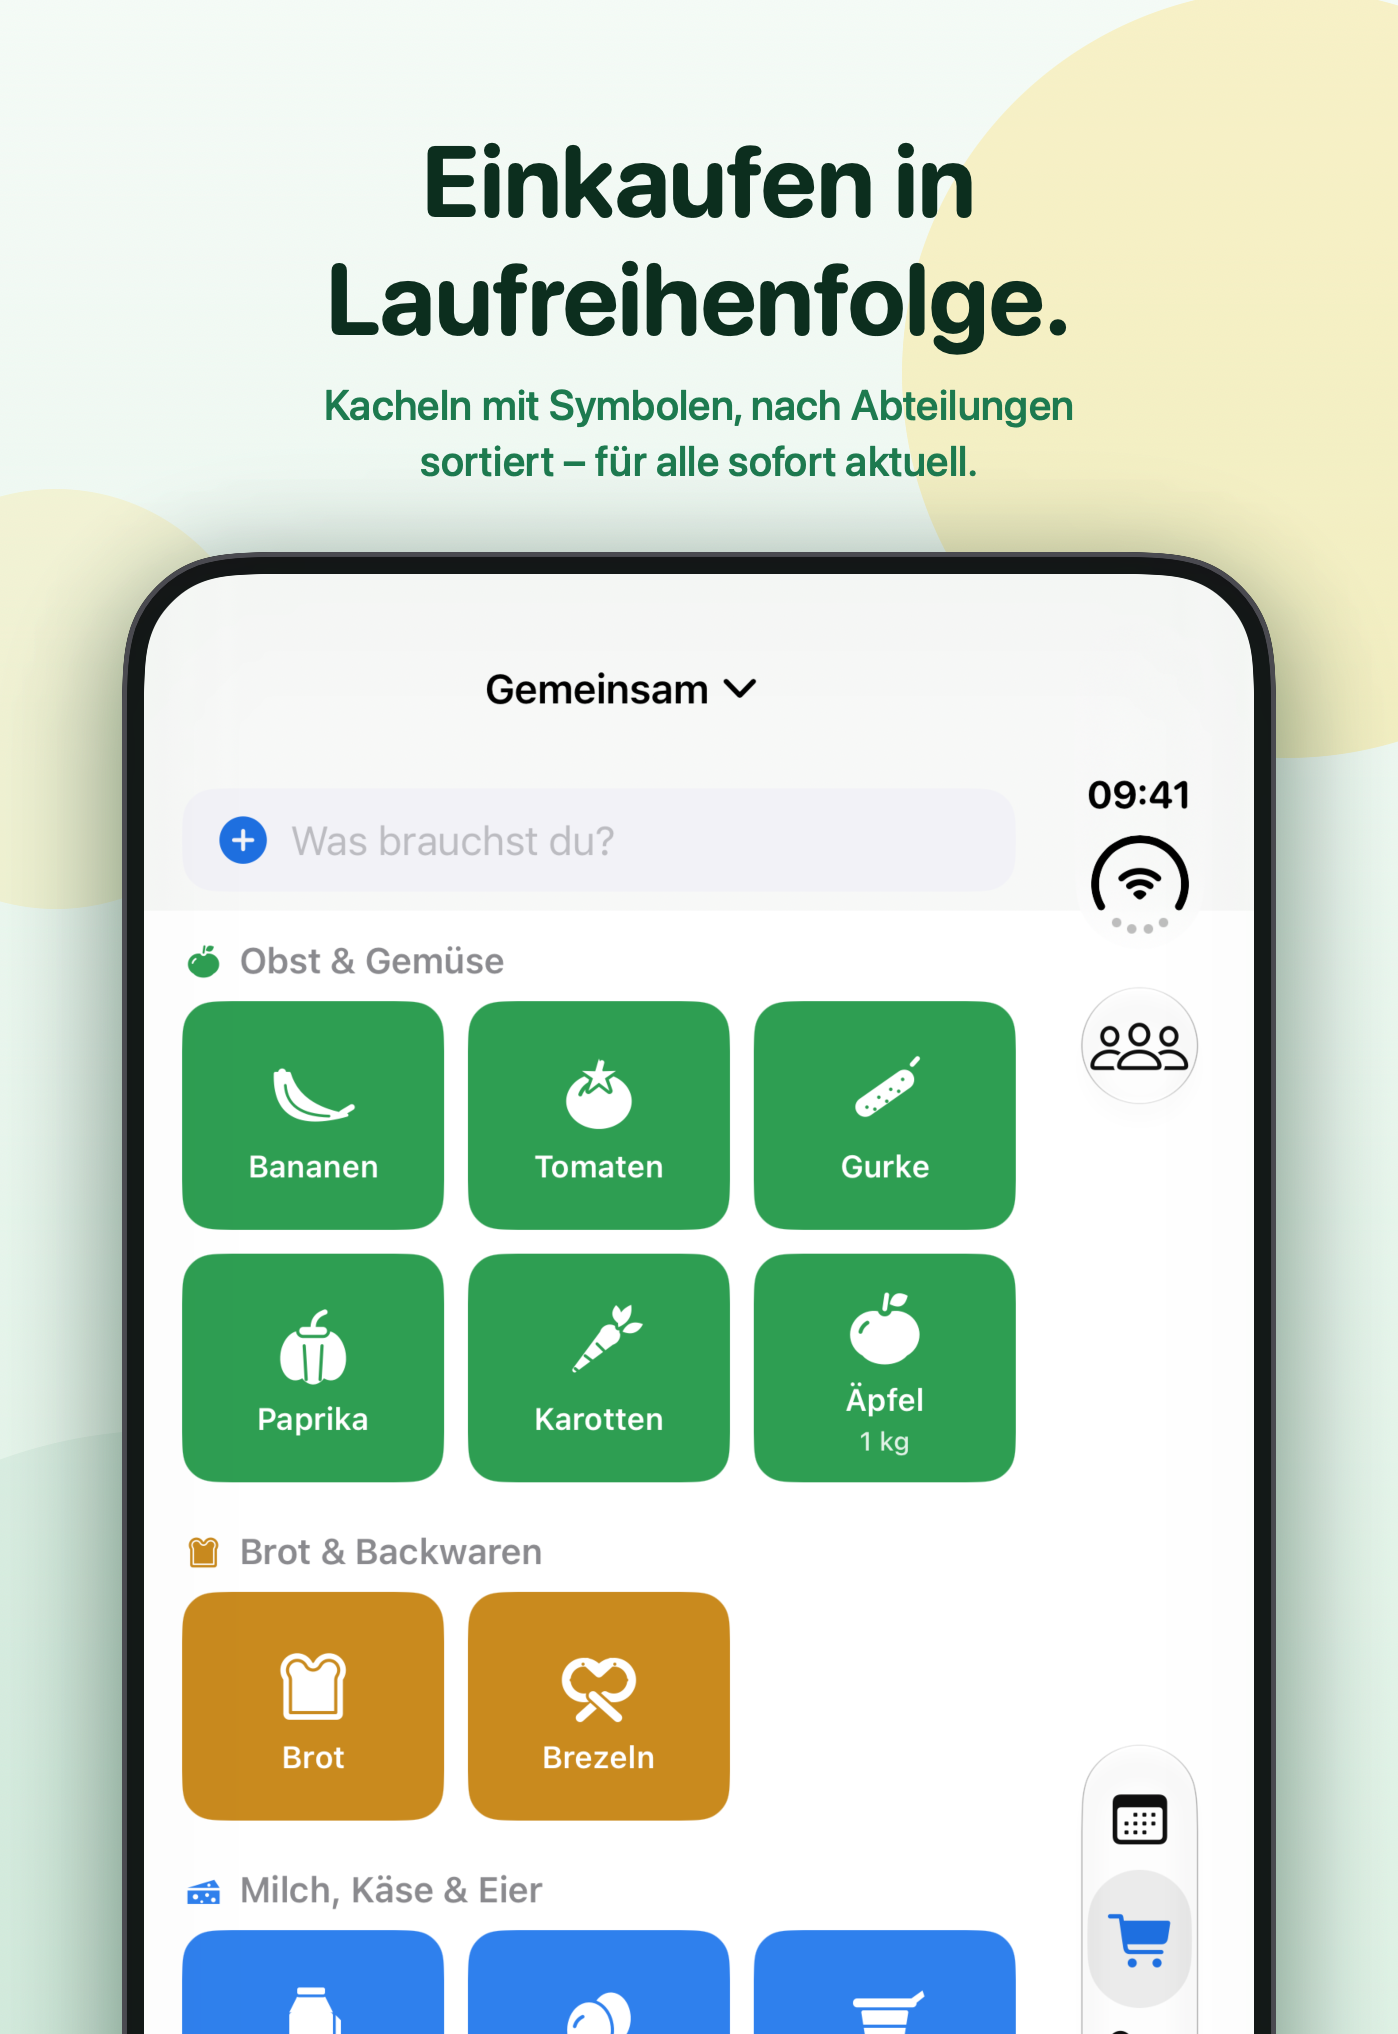 Einkaufen in
Laufreihenfolge.
Kacheln mit Symbolen, nach Abteilungen
sortiert – für alle sofort aktuell.
Gemeinsam
09:41
Was brauchst du?
Obst & Gemüse
Bananen
Tomaten
Gurke
Paprika
Karotten
Äpfel
1 kg
Brot & Backwaren
Brot
Brezeln
Milch, Käse & Eier